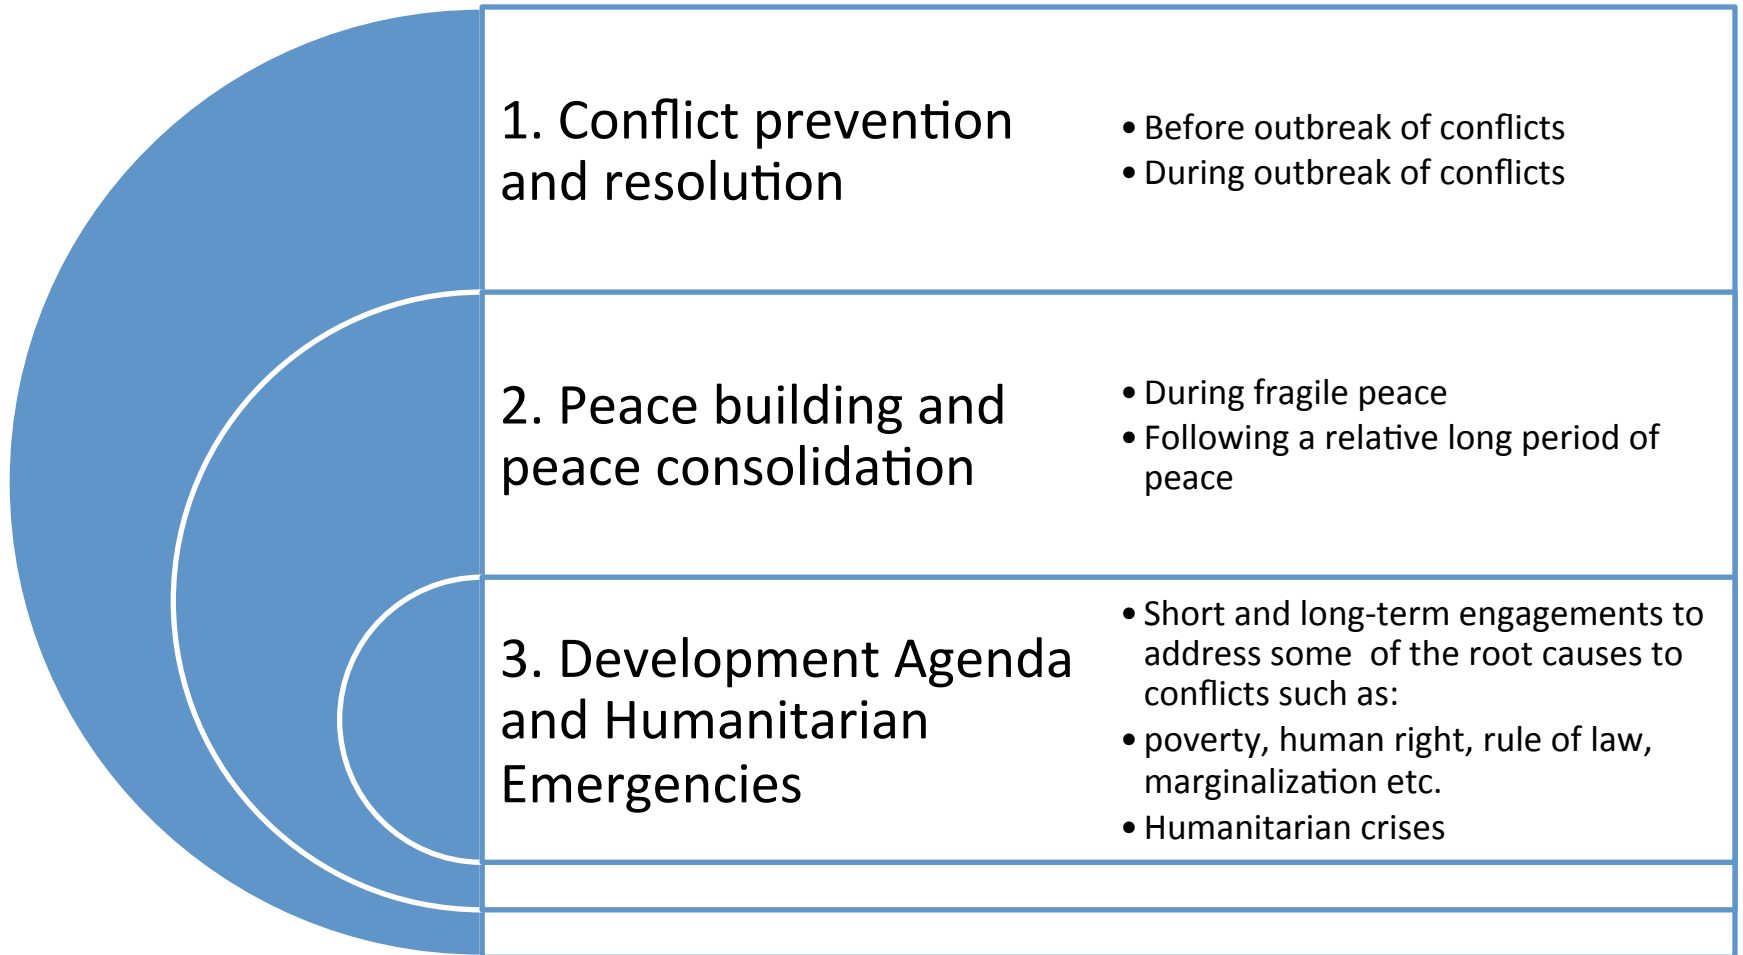 1. Conflict prevention
and resolution
• Before outbreak of conflicts
• During outbreak of conflicts
2. Peace building and
peace consolidation
• During fragile peace
• Following a relative long period of
peace
3. Development Agenda
and Humanitarian
Emergencies
• Short and long-term engagements to
address some  of the root causes to
conflicts such as:
• poverty, human right, rule of law,
marginalization etc.
• Humanitarian crises